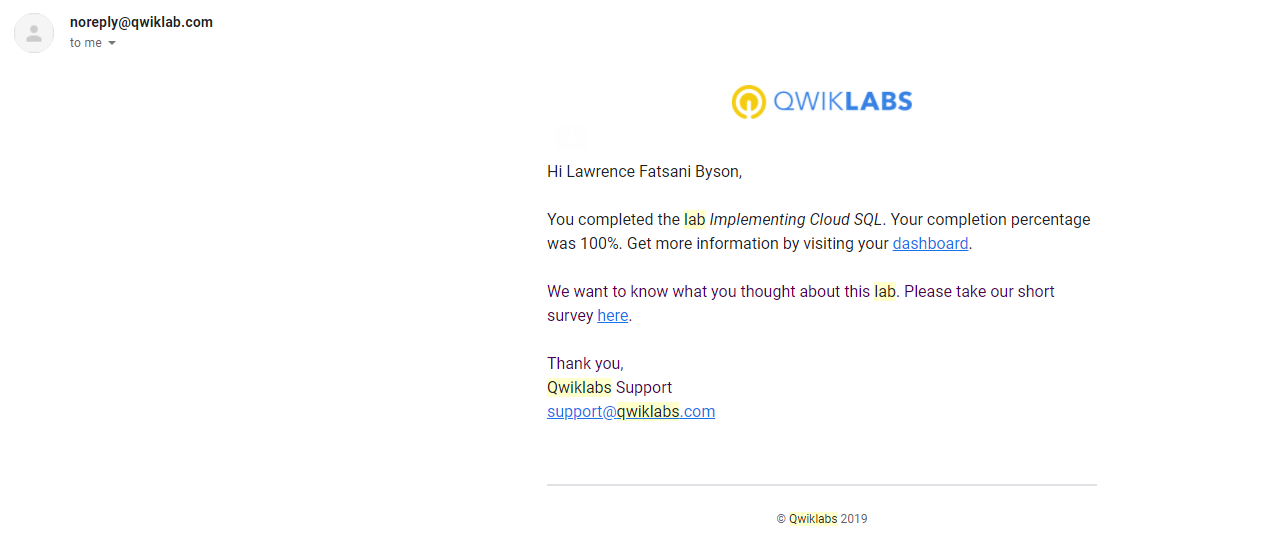 noreply@qwiklab.com
to me
QWIKLABS
Hi Lawrence Fatsani Byson,
You completed the lab Implementing Cloud SQL. Your completion percentage
was 100%. Get more information by visiting your dashboard.
We want to know what you thought about this lab. Please take our short
survey here.
Thank you,
Qwiklabs Support
support@qwiklabs.com
© Qwiklabs 2019